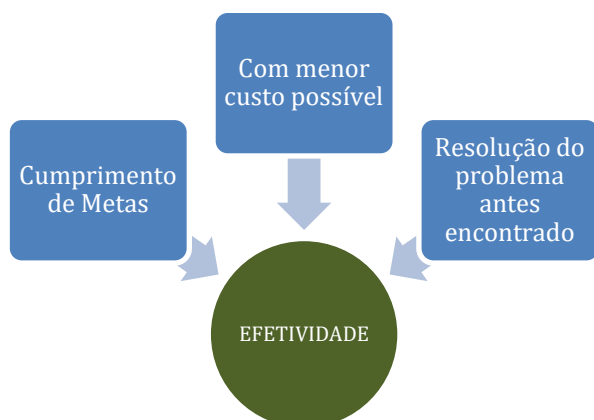 Com menor
custo possível
Cumprimento
de Metas
Resolução do
problema
antes
encontrado
EFETIVIDADE